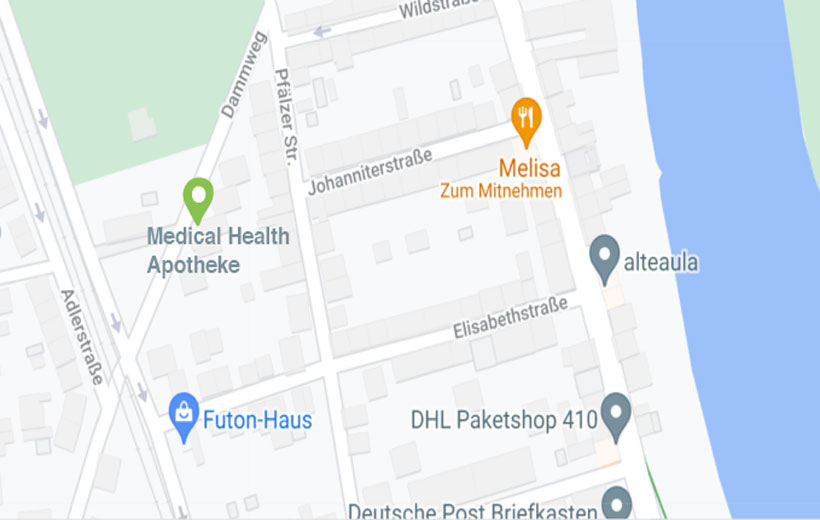 Wildstraße
Dammweg
Pfälzer Str.
Johanniterstraße
Melisa
Zum Mitnehmen
Medical Health
Apotheke
alteaula
Adlerstraße
Elisabethstraße
Futon-Haus
DHL Paketshop 410
Deutsche Post Briefkasten